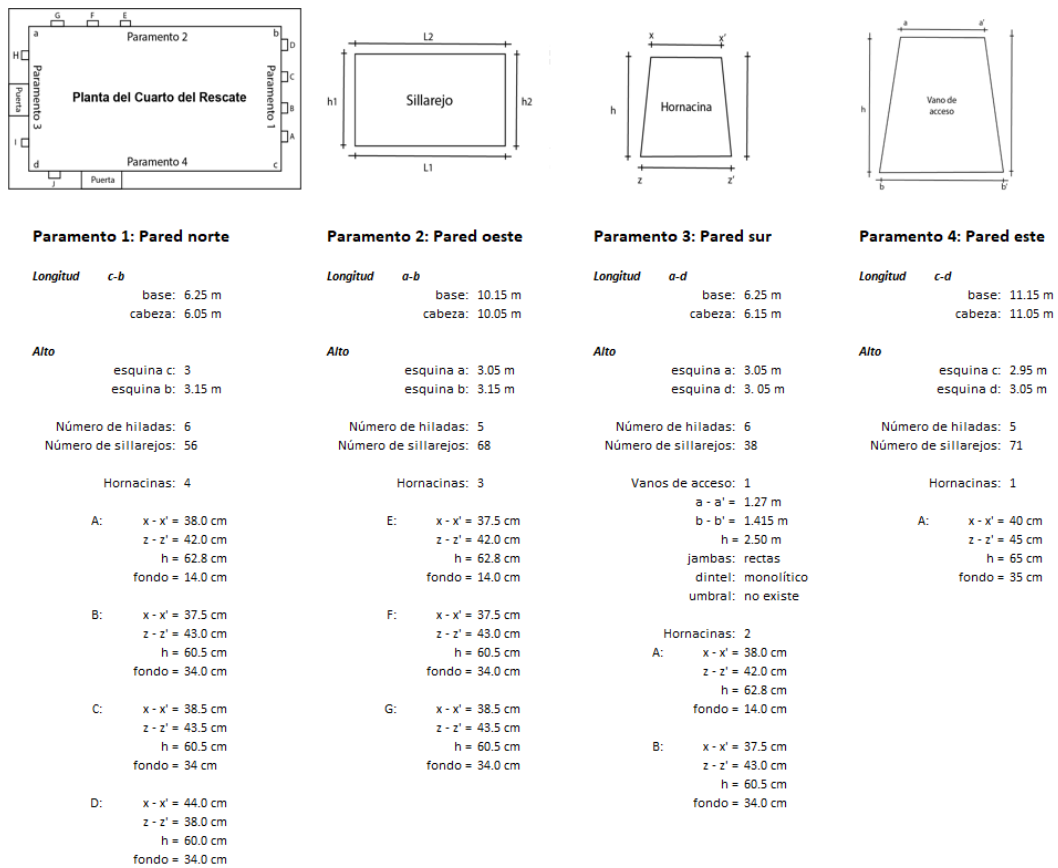 G F E
a Paramento 2 b
H
D
C
B
A
Paramento 1
Puerta
Paramento 3
Planta del Cuarto del Rescate
I
d Paramento 4 c
J Puerta
L2
h1 Sillarejo h2
L1
x x'
h Hornacina
z z'
a a'
h
Vano de
acceso
b b'
Paramento 1: Pared norte
Longitud c-b
base: 6.25 m
cabeza: 6.05 m
Alto
esquina c: 3
esquina b: 3.15 m
Número de hiladas: 6
Número de sillarejos: 56
Hornacinas: 4
A: x - x' = 38.0 cm
z - z' = 42.0 cm
h = 62.8 cm
fondo = 14.0 cm
B: x - x' = 37.5 cm
z - z' = 43.0 cm
h = 60.5 cm
fondo = 34.0 cm
C: x - x' = 38.5 cm
z - z' = 43.5 cm
h = 60.5 cm
fondo = 34 cm
D: x - x' = 44.0 cm
z - z' = 38.0 cm
h = 60.0 cm
fondo = 34.0 cm
Paramento 2: Pared oeste
Longitud a-b
base: 10.15 m
cabeza: 10.05 m
Alto
esquina a: 3.05 m
esquina b: 3.15 m
Número de hiladas: 5
Número de sillarejos: 68
Hornacinas: 3
E: x - x' = 37.5 cm
z - z' = 42.0 cm
h = 62.8 cm
fondo = 14.0 cm
F: x - x' = 37.5 cm
z - z' = 43.0 cm
h = 60.5 cm
fondo = 34.0 cm
G: x - x' = 38.5 cm
z - z' = 43.5 cm
h = 60.5 cm
fondo = 34.0 cm
Paramento 3: Pared sur
Longitud a-d
base: 6.25 m
cabeza: 6.15 m
Alto
esquina a: 3.05 m
esquina d: 3. 05 m
Número de hiladas: 6
Número de sillarejos: 38
Vanos de acceso: 1
a - a' = 1.27 m
b - b' = 1.415 m
h = 2.50 m
jambas: rectas
dintel: monolítico
umbral: no existe
Hornacinas: 2
A: x - x' = 38.0 cm
z - z' = 42.0 cm
h = 62.8 cm
fondo = 14.0 cm
B: x - x' = 37.5 cm
z - z' = 43.0 cm
h = 60.5 cm
fondo = 34.0 cm
Paramento 4: Pared este
Longitud c-d
base: 11.15 m
cabeza: 11.05 m
Alto
esquina c: 2.95 m
esquina d: 3.05 m
Número de hiladas: 5
Número de sillarejos: 71
Hornacinas: 1
A: x - x' = 40 cm
z - z' = 45 cm
h = 65 cm
fondo = 35 cm